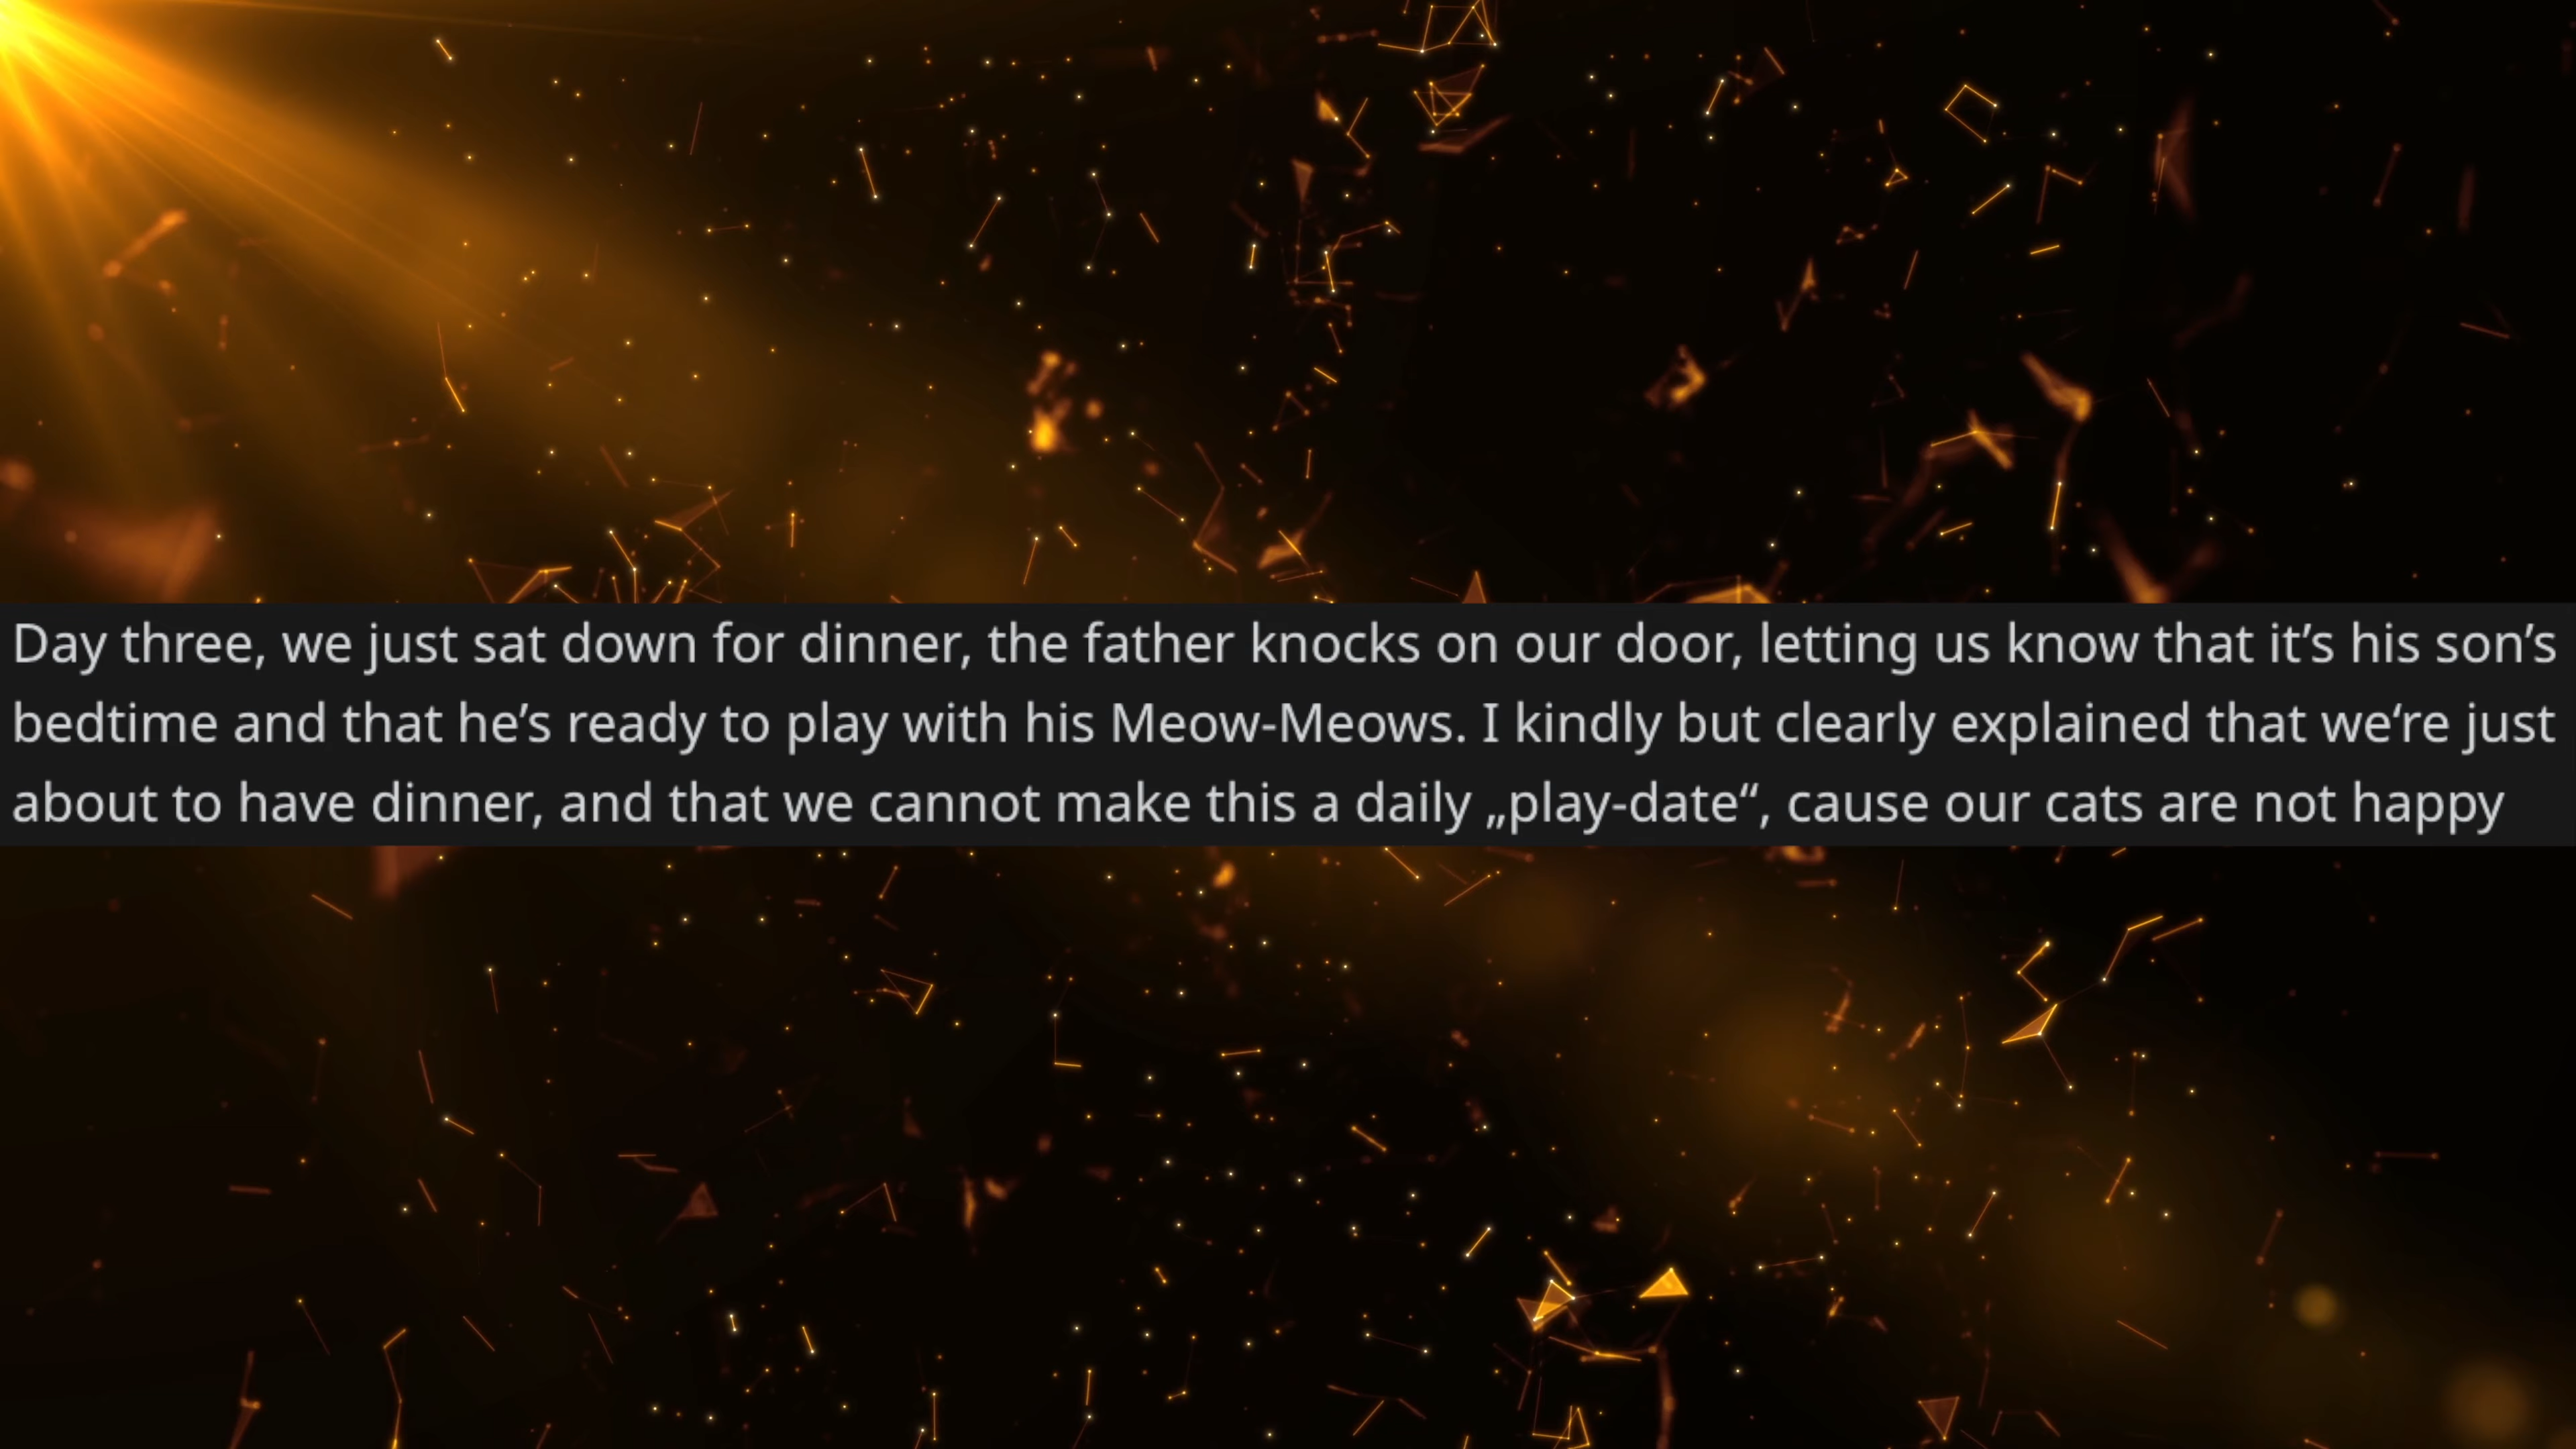 Day three, we just sat down for dinner, the father knocks on our door, letting us know that it’s his son’s
bedtime and that he’s ready to play with his Meow-Meows. I kindly but clearly explained that we‘re just
about to have dinner, and that we cannot make this a daily „play-date“, cause our cats are not happy